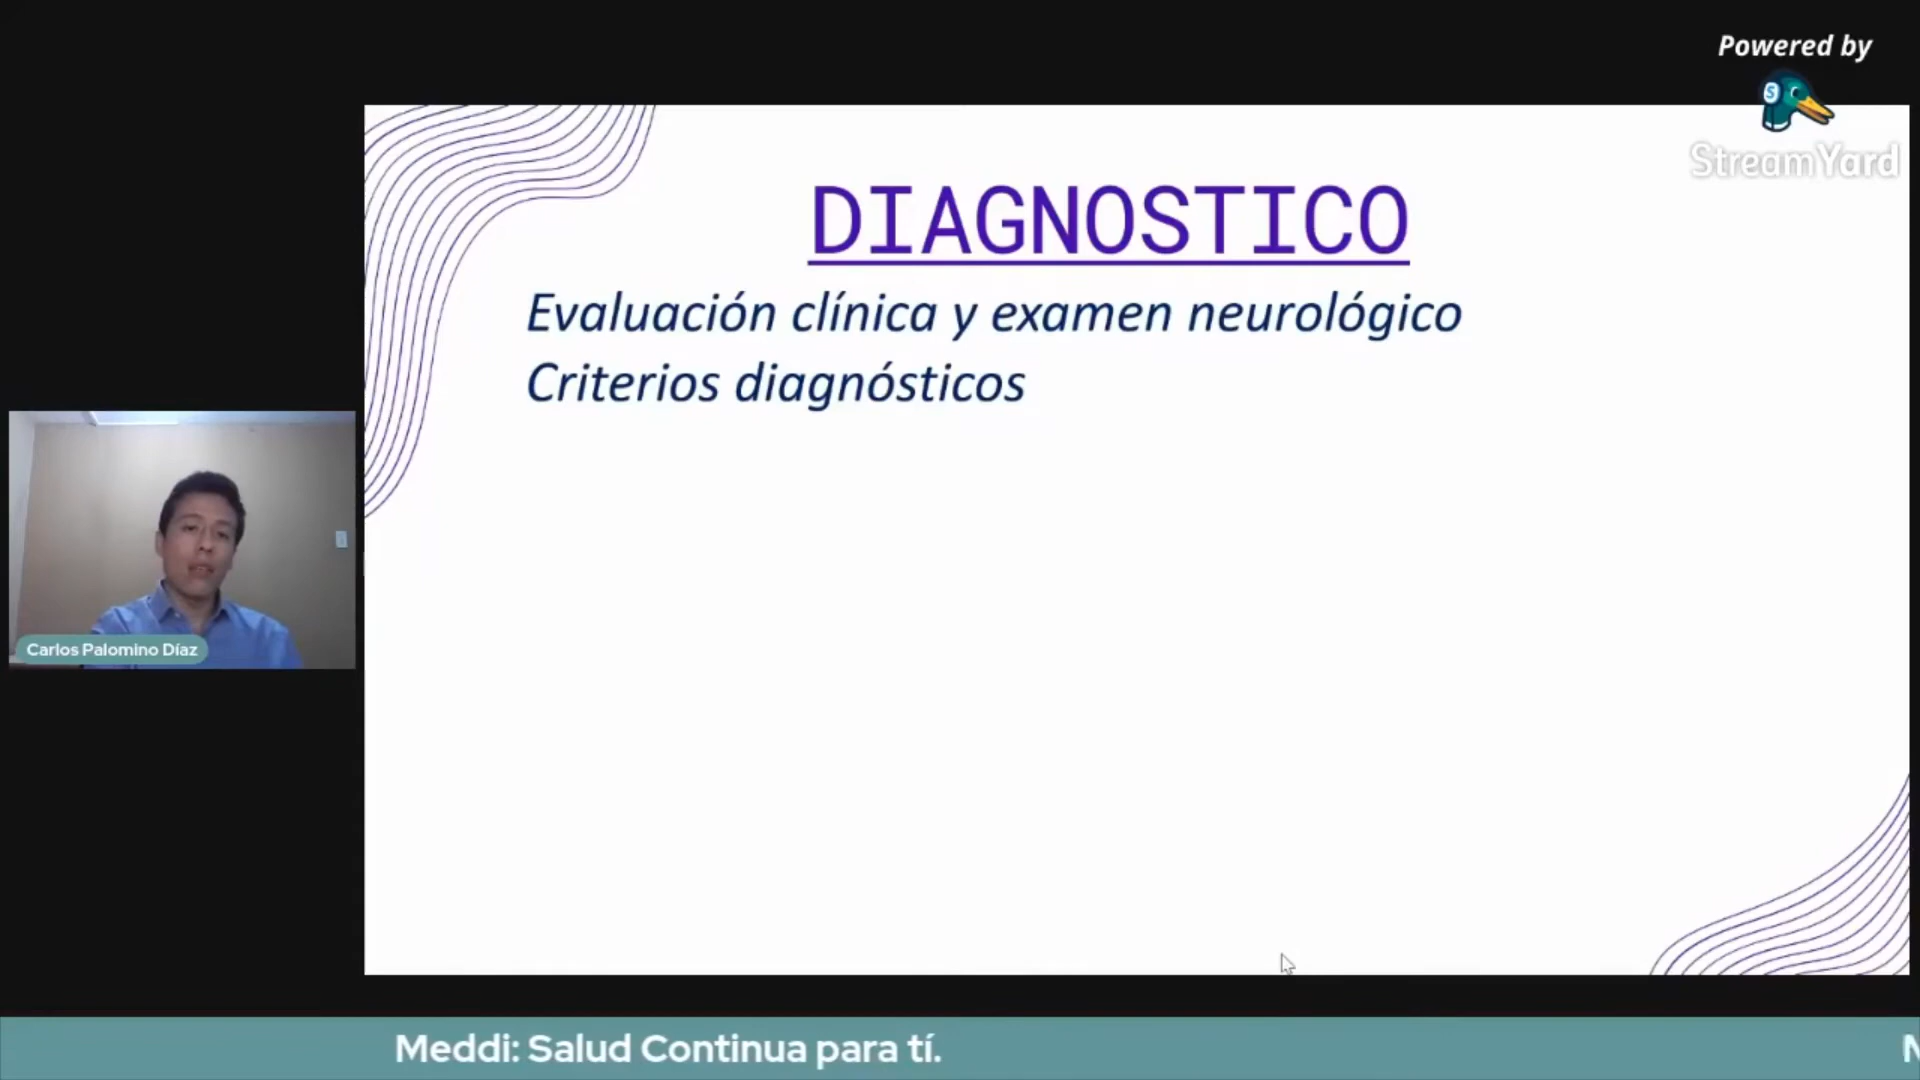 Powered by
S
StreamYard
DIAGNOSTICO
Evaluación clínica y examen neurológico
Criterios diagnósticos
Carlos Palomino Díaz
Meddi: Salud Continua para tí.